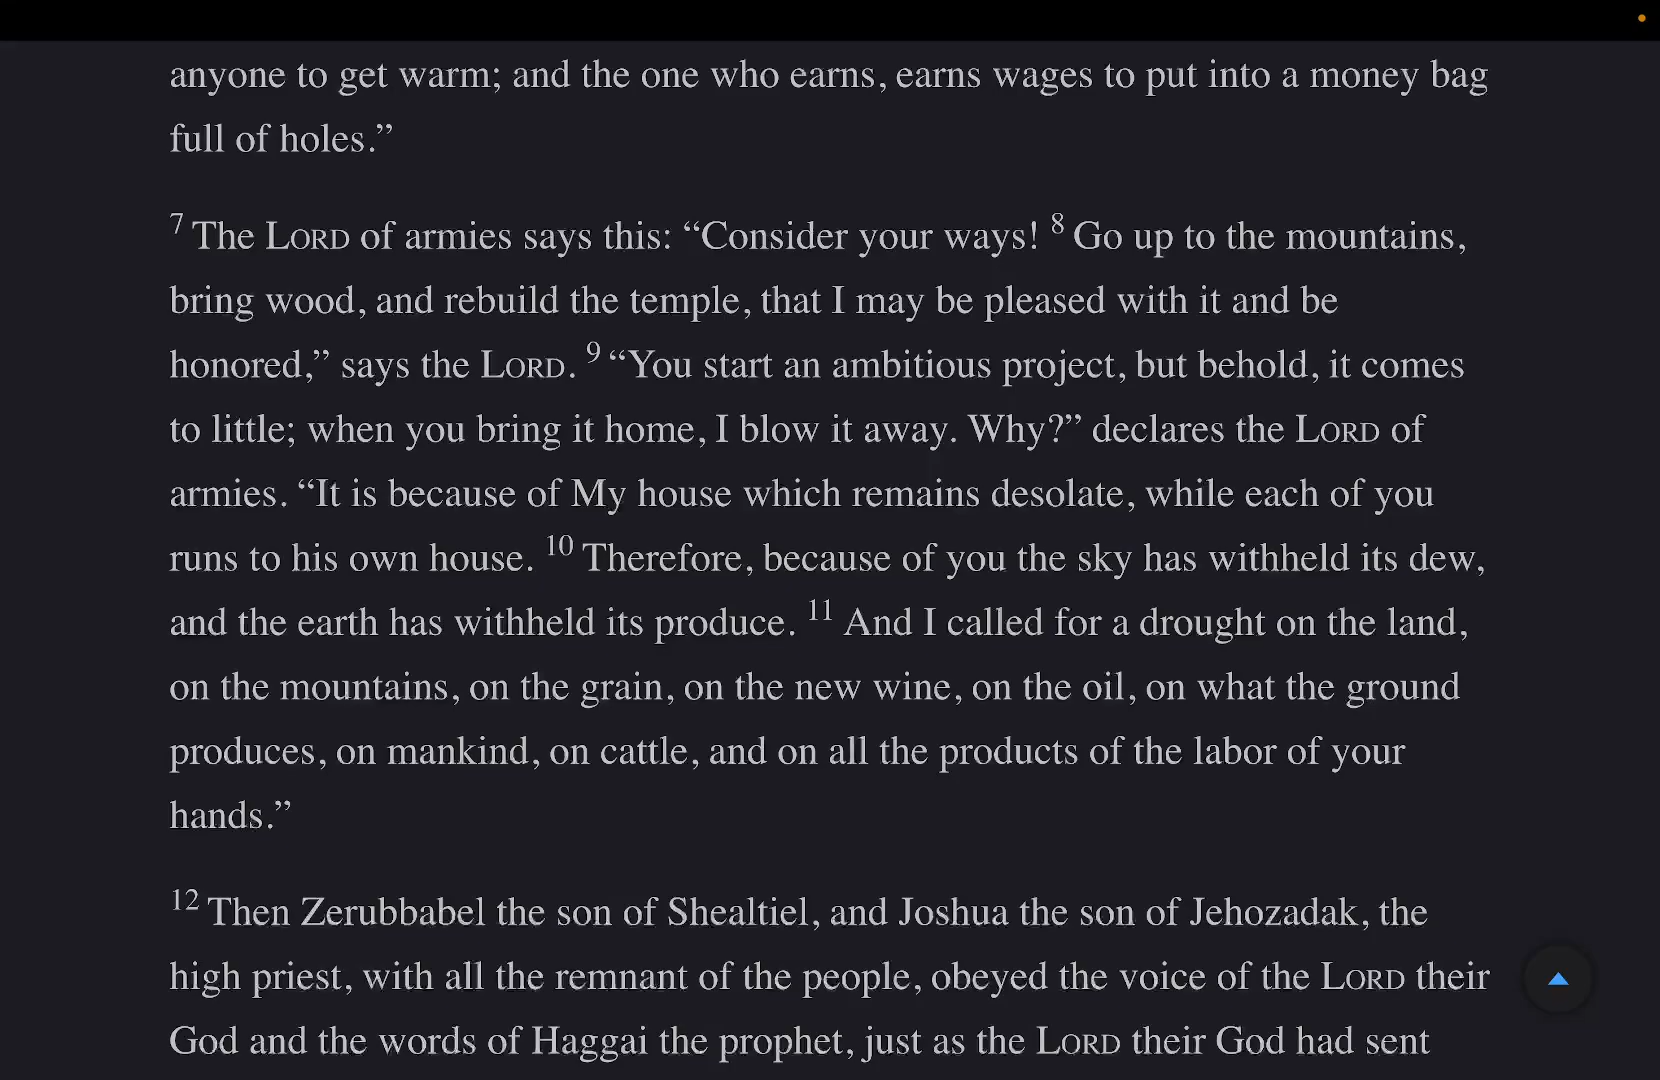 anyone to get warm; and the one who earns, earns wages to put into a money bag
full of holes.”
7 The LORD of armies says this: “Consider your ways! 8 Go up to the mountains,
bring wood, and rebuild the temple, that I may be pleased with it and be
honored,” says the LORD. 9 “You start an ambitious project, but behold, it comes
to little; when you bring it home, I blow it away. Why?” declares the LORD of
armies. “It is because of My house which remains desolate, while each of you
runs to his own house. 10 Therefore, because of you the sky has withheld its dew,
and the earth has withheld its produce. 11 And I called for a drought on the land,
on the mountains, on the grain, on the new wine, on the oil, on what the ground
produces, on mankind, on cattle, and on all the products of the labor of your
hands.”
12 Then Zerubbabel the son of Shealtiel, and Joshua the son of Jehozadak, the
high priest, with all the remnant of the people, obeyed the voice of the LORD their
God and the words of Haggai the prophet, just as the LORD their God had sent